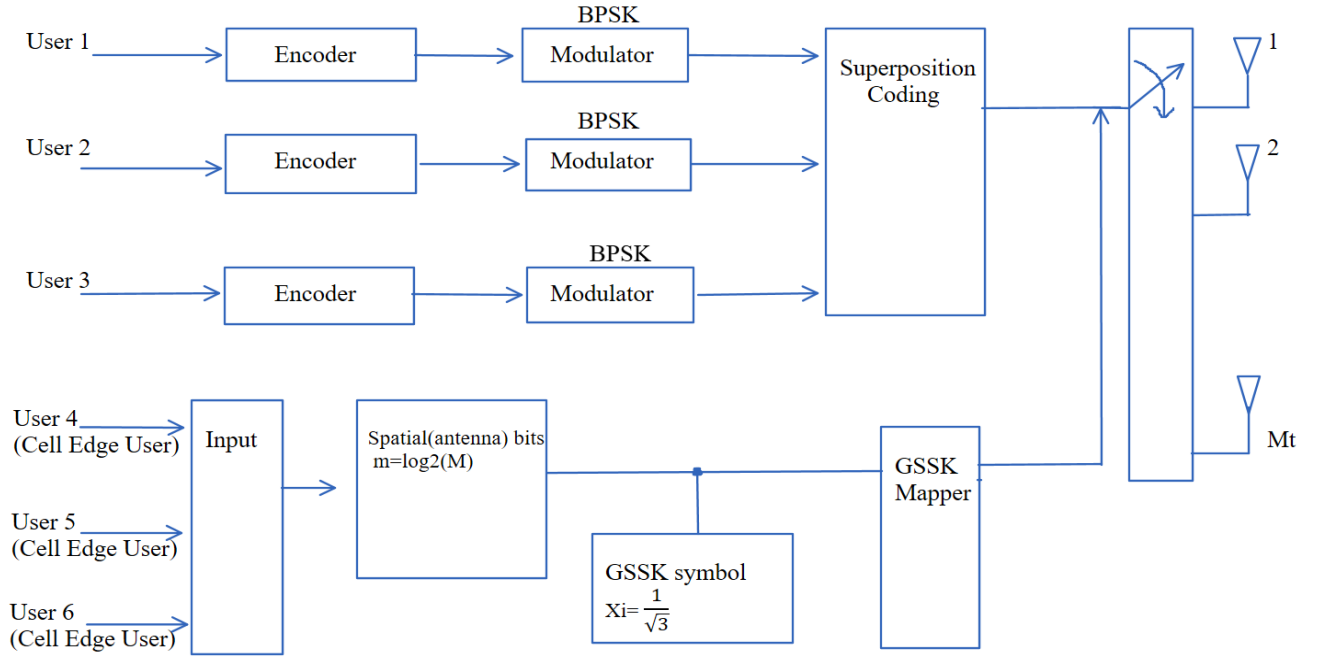 BPSK
User 1
Encoder
Modulator
Superposition
Coding
1
BPSK
User 2
Encoder
Modulator
2
BPSK
User 3
Encoder
Modulator
User 4
(Cell Edge User)
Input
Spatial(antenna) bits
m=log2(M)
GSSK
Mapper
Mt
User 5
(Cell Edge User)
GSSK symbol
Xi= 1/√3
User 6
(Cell Edge User)